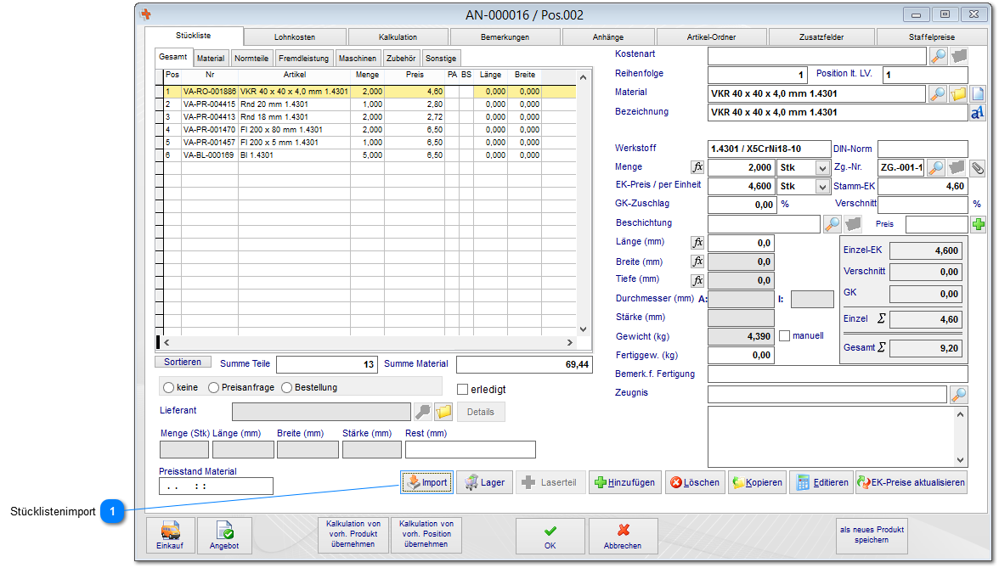 AN-000016 / Pos.002
Stückliste Lohnkosten Kalkulation Bemerkungen Anhänge Artikel-Ordner Zusatzfelder Staffelpreise
Gesamt Material Normteile Fremdleistung Maschinen Zubehör Sonstige
Pos Nr Artikel Menge Preis PA BS Länge Breite
1 VA-RO-001886 VKR 40 x 40 x 4,0 mm 1.4301 2,000 4,60 0,000 0,000
2 VA-PR-004415 Rnd 20 mm 1.4301 1,000 2,80 0,000 0,000
3 VA-PR-004413 Rnd 18 mm 1.4301 2,000 2,72 0,000 0,000
4 VA-PR-001470 Fl 200 x 80 mm 1.4301 2,000 6,50 0,000 0,000
5 VA-PR-001457 Fl 200 x 5 mm 1.4301 1,000 6,50 0,000 0,000
6 VA-BL-000169 Bl 1.4301 5,000 6,50 0,000 0,000
Sortieren Summe Teile 13 Summe Material 69,44
keine Preisanfrage Bestellung erledigt
Lieferant Details
Menge (Stk) Länge (mm) Breite (mm) Stärke (mm) Rest (mm)
Preisstand Material
. . : :
Kostenart
Reihenfolge 1 Position lt. LV. 1
Material VKR 40 x 40 x 4,0 mm 1.4301
Bezeichnung VKR 40 x 40 x 4,0 mm 1.4301
Werkstoff 1.4301 / X5CrNi18-10 DIN-Norm
Menge fx 2,000 Stk Zg.-Nr. ZG.-001-1
EK-Preis / per Einheit 4,600 Stk Stamm-EK 4,60
GK-Zuschlag 0,00 % Verschnitt %
Beschichtung Preis
Länge (mm) fx 0,0
Breite (mm) fx 0,0
Tiefe (mm) fx 0,0
Durchmesser (mm) A: I:
Stärke (mm)
Gewicht (kg) 4,390 manuell
Fertiggew. (kg) 0,00
Einzel-EK 4,600
Verschnitt 0,00
GK 0,00
Einzel Σ 4,60
Gesamt Σ 9,20
Bemerk.f. Fertigung
Zeugnis
Import Lager Laserteil Hinzufügen Löschen Kopieren Editieren EK-Preise aktualisieren
Stücklistenimport 1
Einkauf
Angebot
Kalkulation von
vorh. Produkt
übernehmen
Kalkulation von
vorh. Position
übernehmen
OK
Abbrechen
als neues Produkt
speichern